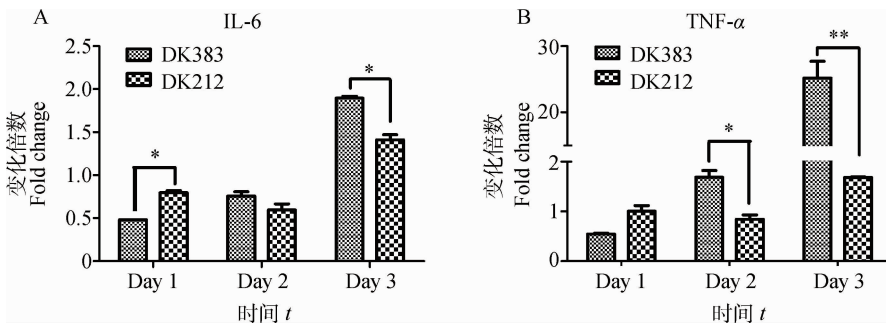 A
IL-6
2.5
2.0
1.5
1.0
0.5
0
变化倍数
Fold change
DK383
DK212
*
*
Day 1
Day 2
Day 3
时间 t
B
TNF-α
30
20
2
1
0
变化倍数
Fold change
DK383
DK212
*
**
Day 1
Day 2
Day 3
时间 t